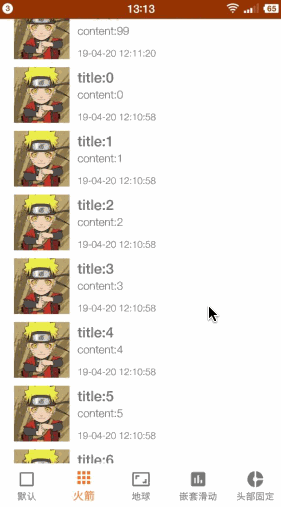 3
13:13
65
content:99
19-04-20 12:11:20
title:0
content:0
19-04-20 12:10:58
title:1
content:1
19-04-20 12:10:58
title:2
content:2
19-04-20 12:10:58
title:3
content:3
19-04-20 12:10:58
title:4
content:4
19-04-20 12:10:58
title:5
content:5
19-04-20 12:10:58
title:6
默认
火箭
地球
嵌套滑动
头部固定